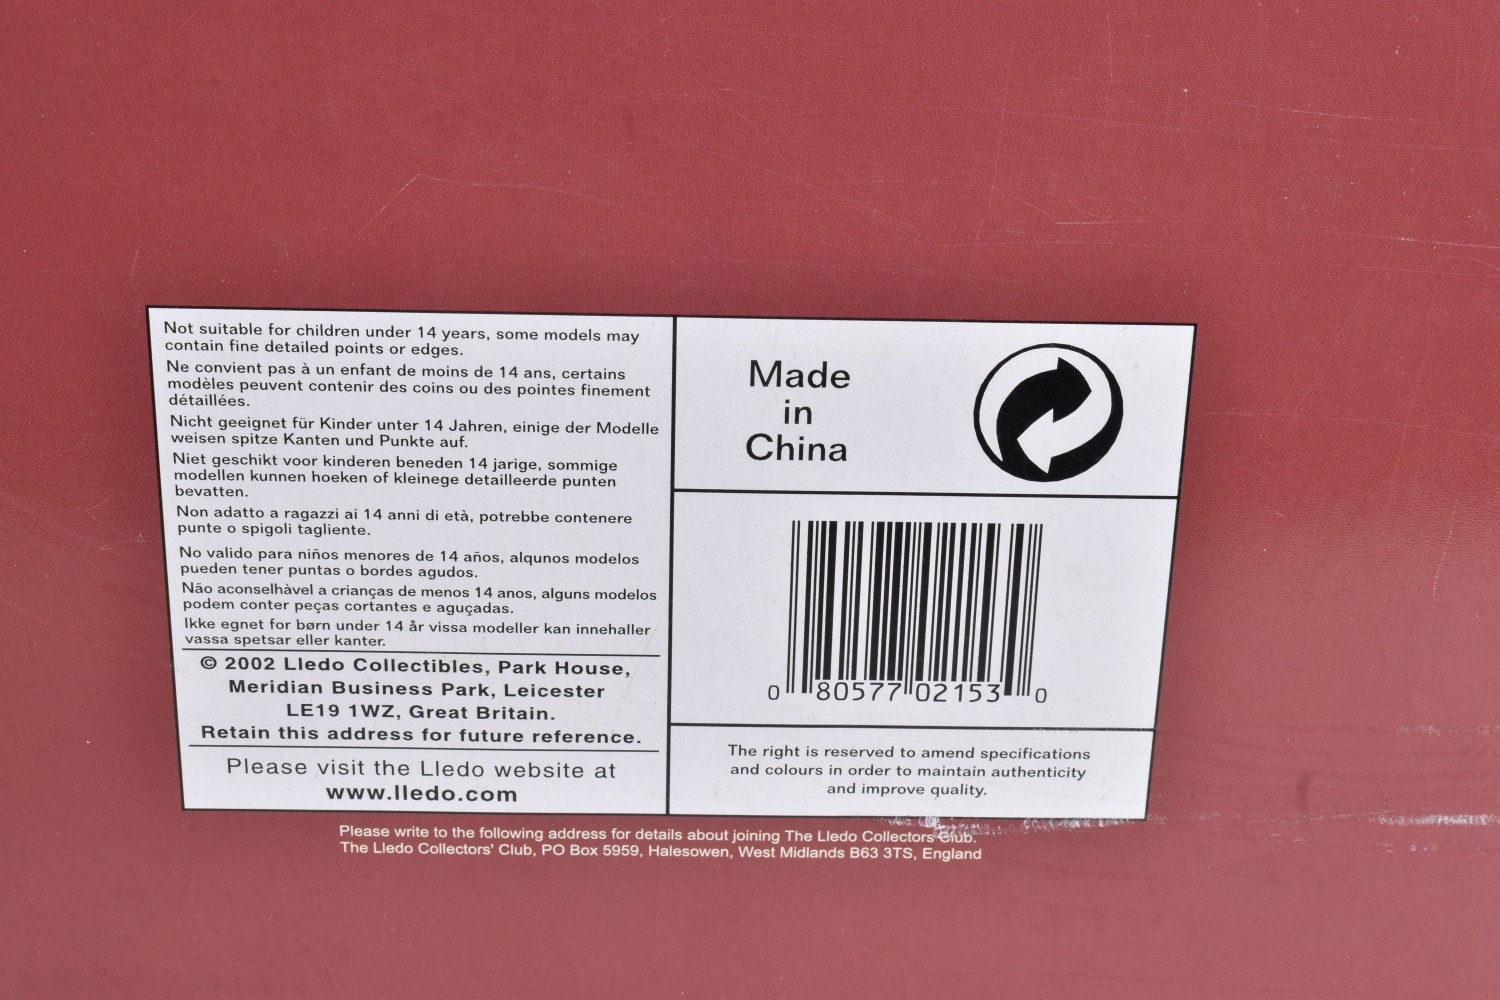 Not suitable for children under 14 years, some models may
contain fine detailed points or edges.
Ne convient pas à un enfant de moins de 14 ans, certains
modèles peuvent contenir des coins ou des pointes finement
détaillées.
Nicht geeignet für Kinder unter 14 Jahren, einige der Modelle
weisen spitze Kanten und Punkte auf.
Niet geschikt voor kinderen beneden 14 jarige, sommige
modellen kunnen hoeken of kleinege detailleerde punten
bevatten.
Non adatto a ragazzi ai 14 anni di età, potrebbe contenere
punte o spigoli tagliente.
No valido para niños menores de 14 años, alqunos modelos
pueden tener puntas o bordes agudos.
Não aconselhàvel a crianças de menos 14 anos, alguns modelos
podem conter peças cortantes e aguçadas.
Ikke egnet for børn under 14 år vissa modeller kan innehaller
vassa spetsar eller kanter.
© 2002 Lledo Collectibles, Park House,
Meridian Business Park, Leicester
LE19 1WZ, Great Britain.
Retain this address for future reference.
Please visit the Lledo website at
www.lledo.com
Made
in
China
0 80577 02153 0
The right is reserved to amend specifications
and colours in order to maintain authenticity
and improve quality.
Please write to the following address for details about joining The Lledo Collectors Club.
The Lledo Collectors' Club, PO Box 5959, Halesowen, West Midlands B63 3TS, England